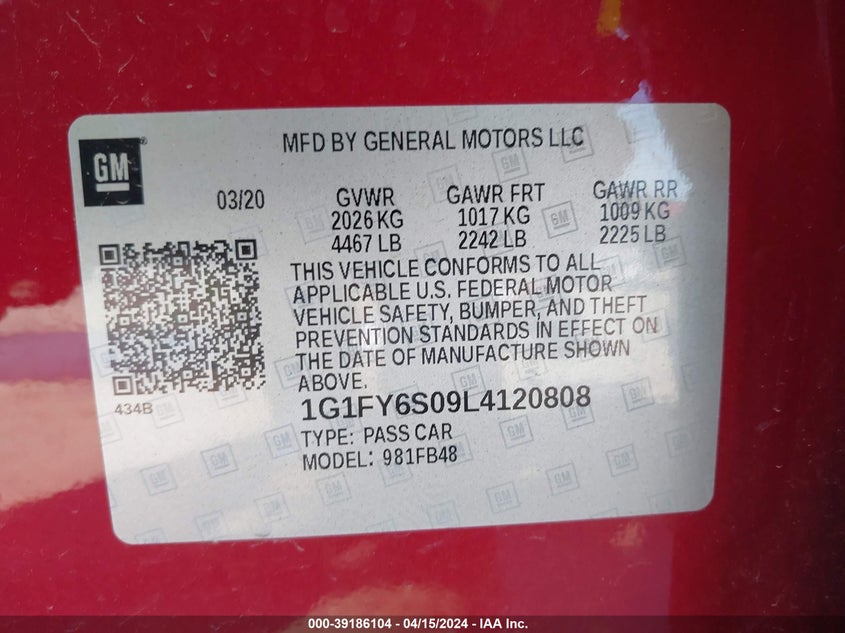 GM
MFD BY GENERAL MOTORS LLC
03/20 GVWR GAWR FRT GAWR RR
2026 KG 1017 KG 1009 KG
4467 LB 2242 LB 2225 LB
THIS VEHICLE CONFORMS TO ALL
APPLICABLE U.S. FEDERAL MOTOR
VEHICLE SAFETY, BUMPER, AND THEFT
PREVENTION STANDARDS IN EFFECT ON
THE DATE OF MANUFACTURE SHOWN
ABOVE.
434B
1G1FY6S09L4120808
TYPE: PASS CAR
MODEL: 981FB48
000-39186104 - 04/15/2024 - IAA Inc.